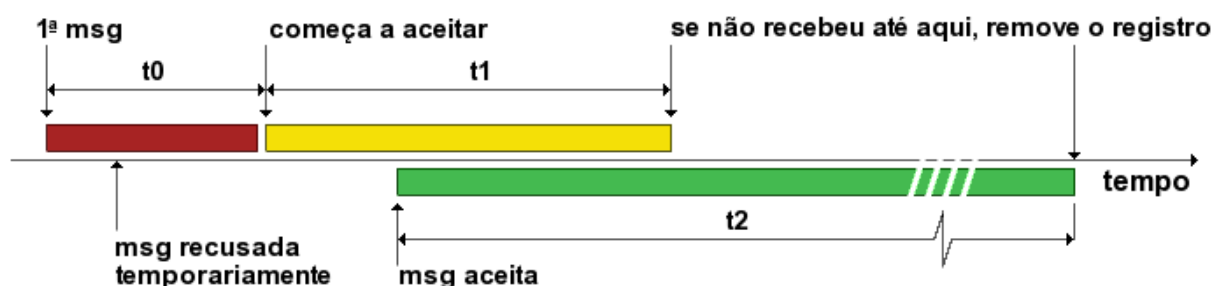 1ª msg
começa a aceitar
se não recebeu até aqui, remove o registro
t0
t1
tempo
t2
msg recusada
temporariamente
msg aceita